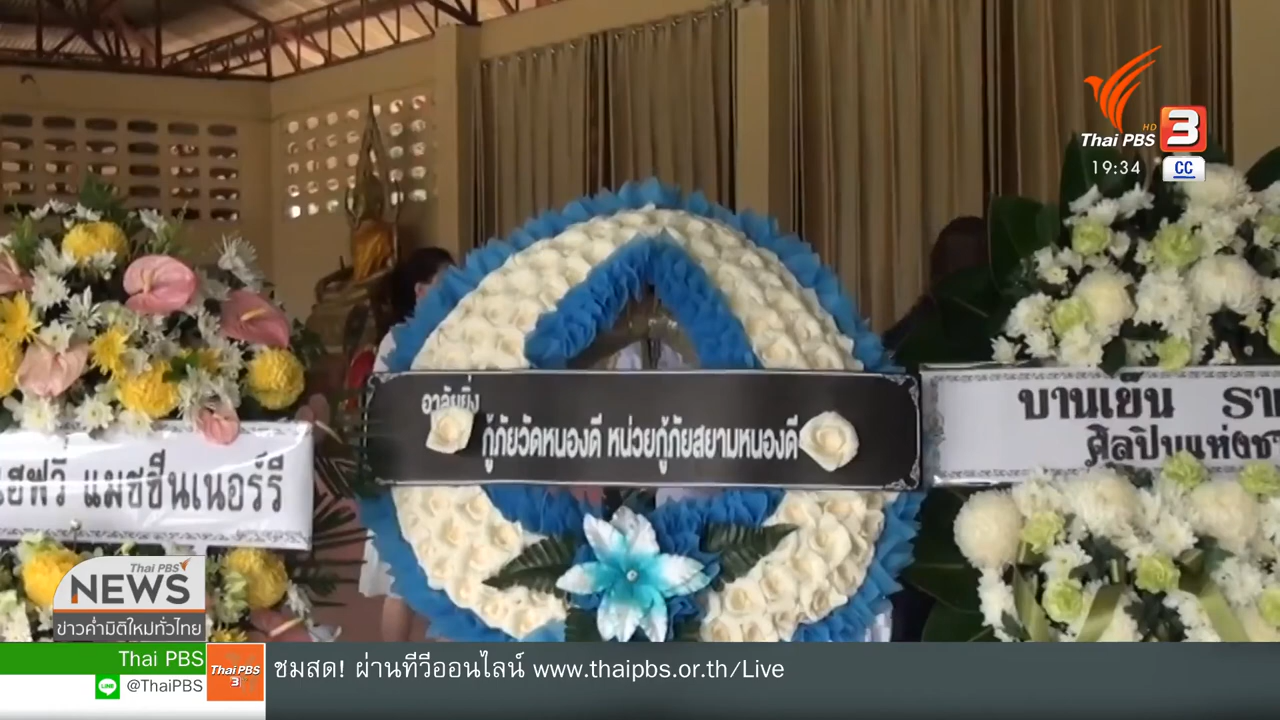 Thai PBS HD 3
19:34 CC
อาลัยยิ่ง
กู้ภัยวัดหนองดี หน่วยกู้ภัยสยามหนองดี
บานเย็น
ศิลปินแห่งชา
แมชชีนเนอร์รี่
Thai PBS
NEWS
ข่าวค่ำมิติใหม่ทั่วไทย
Thai PBS
@ThaiPBS
Thai PBS 3
ชมสด! ผ่านทีวีออนไลน์ www.thaipbs.or.th/Live